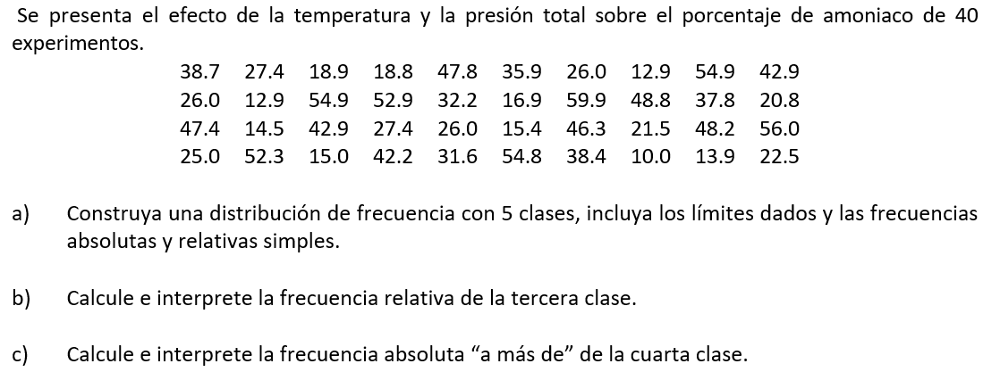 Se presenta el efecto de la temperatura y la presión total sobre el porcentaje de amoniaco de 40
experimentos.
38.7 27.4 18.9 18.8 47.8 35.9 26.0 12.9 54.9 42.9
26.0 12.9 54.9 52.9 32.2 16.9 59.9 48.8 37.8 20.8
47.4 14.5 42.9 27.4 26.0 15.4 46.3 21.5 48.2 56.0
25.0 52.3 15.0 42.2 31.6 54.8 38.4 10.0 13.9 22.5
a) Construya una distribución de frecuencia con 5 clases, incluya los límites dados y las frecuencias
absolutas y relativas simples.
b) Calcule e interprete la frecuencia relativa de la tercera clase.
c) Calcule e interprete la frecuencia absoluta “a más de” de la cuarta clase.